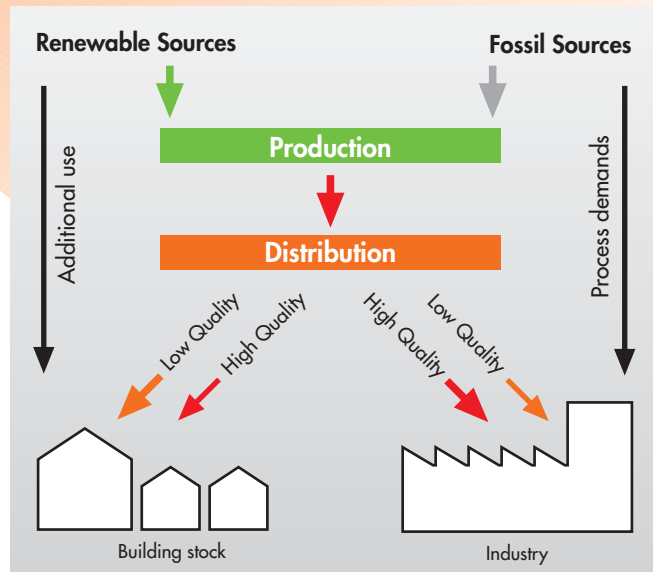 Renewable Sources
Fossil Sources
Production
Additional use
Process demands
Distribution
Low Quality
High Quality
High Quality
Low Quality
Building stock
Industry